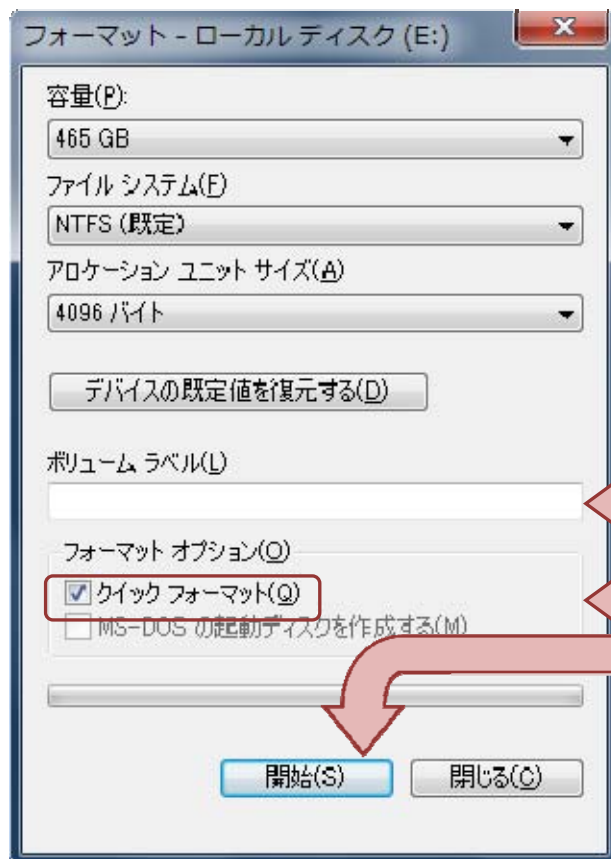 フォーマット - ローカル ディスク (E:)
容量(P):
465 GB
ファイル システム(F)
NTFS (既定)
アロケーション ユニット サイズ(A)
4096 バイト
デバイスの既定値を復元する(D)
ボリューム ラベル(L)
フォーマット オプション(O)
クイック フォーマット(Q)
MS-DOS の起動ディスクを作成する(M)
開始(S)
閉じる(C)